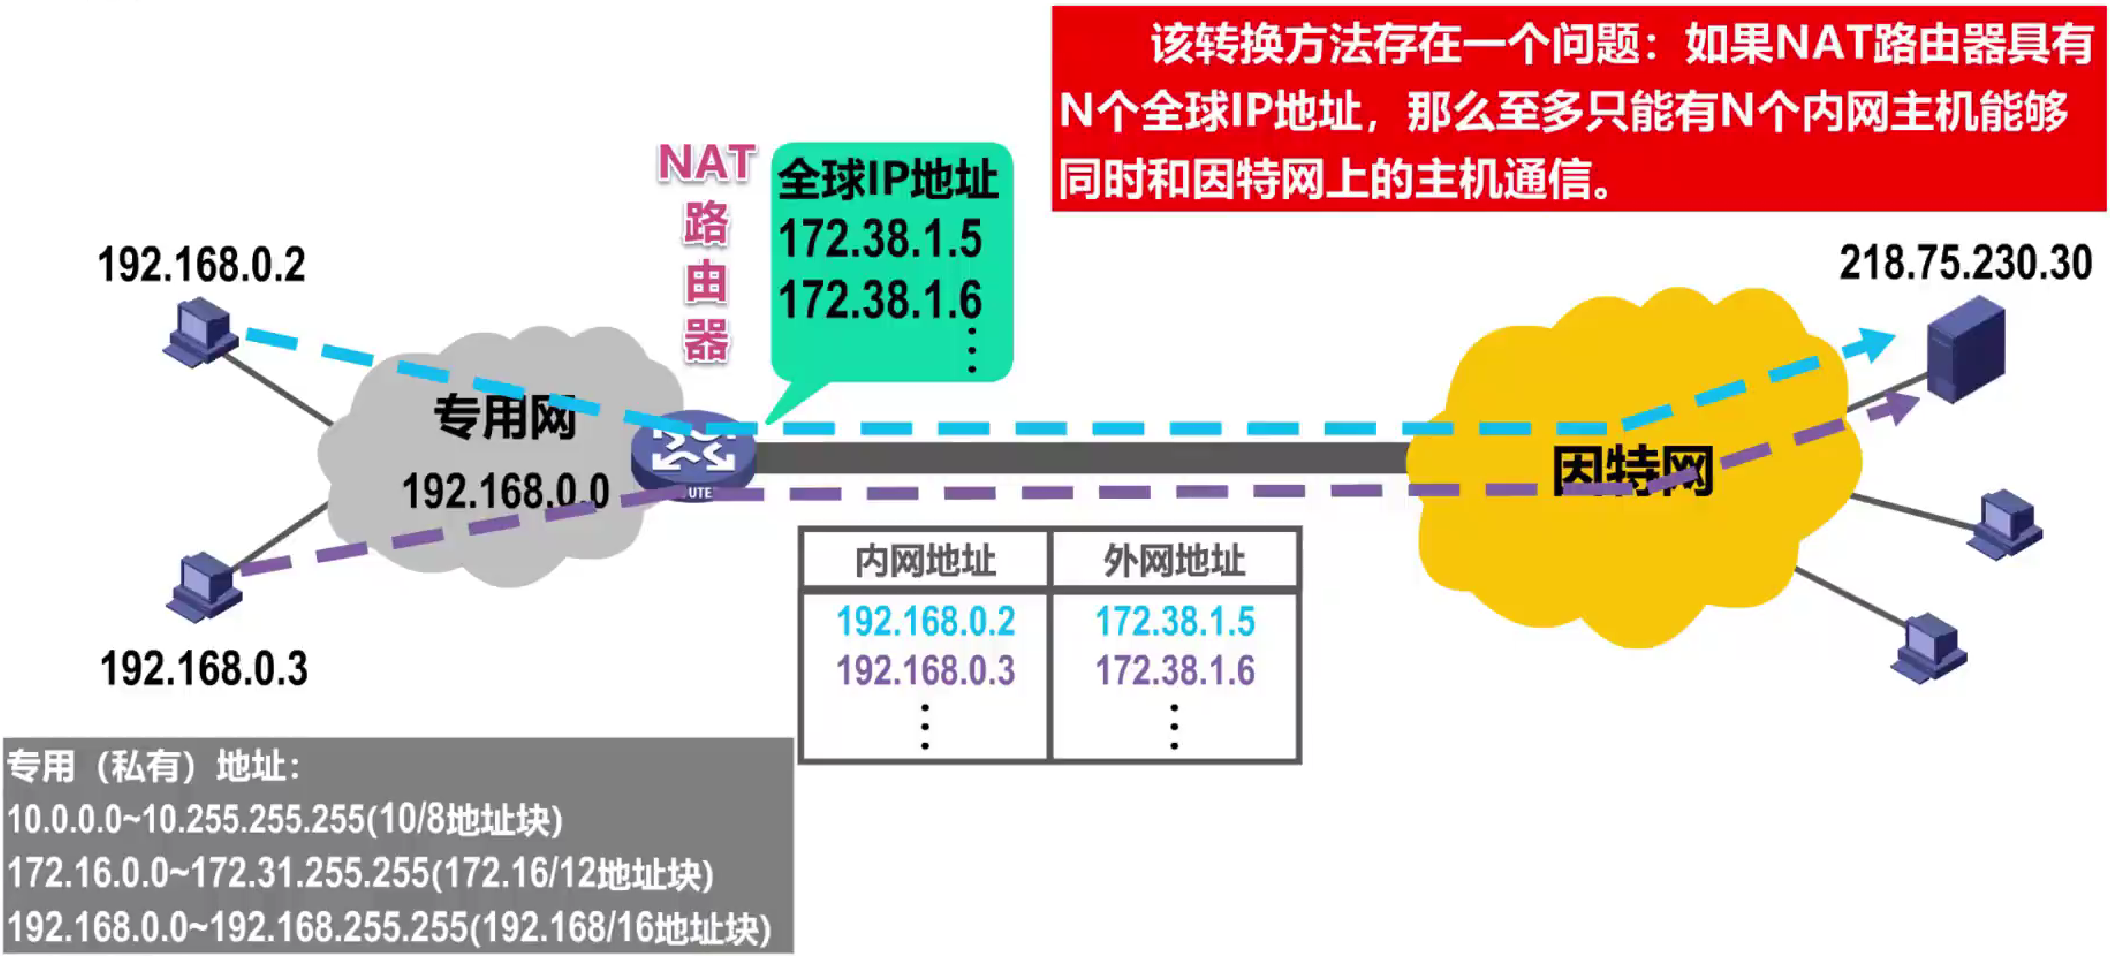 该转换方法存在一个问题：如果NAT路由器具有
N个全球IP地址，那么至多只能有N个内网主机能够
同时和因特网上的主机通信。
NAT
路
由
器
全球IP地址
172.38.1.5
172.38.1.6
192.168.0.2
218.75.230.30
专用网
192.168.0.0
UTE
因特网
192.168.0.3
内网地址 外网地址
192.168.0.2 172.38.1.5
192.168.0.3 172.38.1.6
专用（私有）地址：
10.0.0.0~10.255.255.255(10/8地址块)
172.16.0.0~172.31.255.255(172.16/12地址块)
192.168.0.0~192.168.255.255(192.168/16地址块)